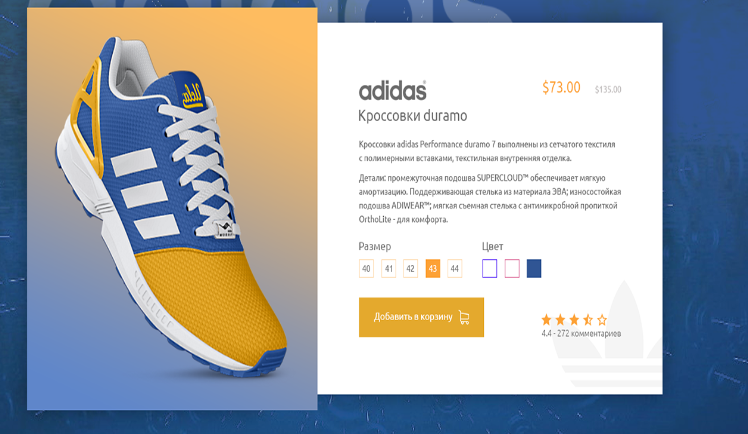 adidas
adidas
$73.00 $135.00
Кроссовки duramo
Кроссовки adidas Performance duramo 7 выполнены из сетчатого текстиля
с полимерными вставками, текстильная внутренняя отделка.
Детали: промежуточная подошва SUPERCLOUD™ обеспечивает мягкую
амортизацию. Поддерживающая стелька из материала ЭВА; износостойкая
подошва ADIWEAR™; мягкая съемная стелька с антимикробной пропиткой
OrthoLite - для комфорта.
Размер Цвет
40 41 42 43 44
Добавить в корзину
4.4 - 272 комментариев